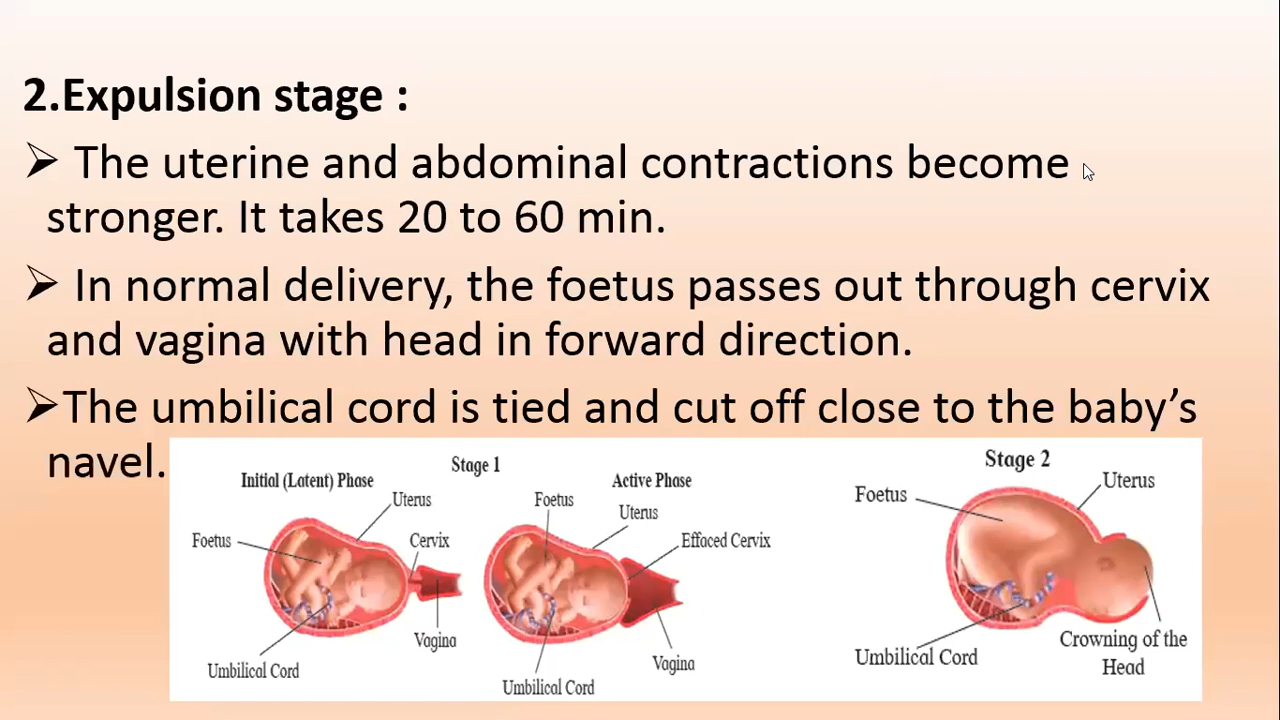 2.Expulsion stage :
➢ The uterine and abdominal contractions become
stronger. It takes 20 to 60 min.
➢ In normal delivery, the foetus passes out through cervix
and vagina with head in forward direction.
➢The umbilical cord is tied and cut off close to the baby’s
navel.
Stage 1
Initial (Latent) Phase
Uterus
Foetus
Cervix
Vagina
Umbilical Cord
Active Phase
Foetus
Uterus
Effaced Cervix
Vagina
Umbilical Cord
Stage 2
Foetus
Uterus
Umbilical Cord
Crowning of the
Head